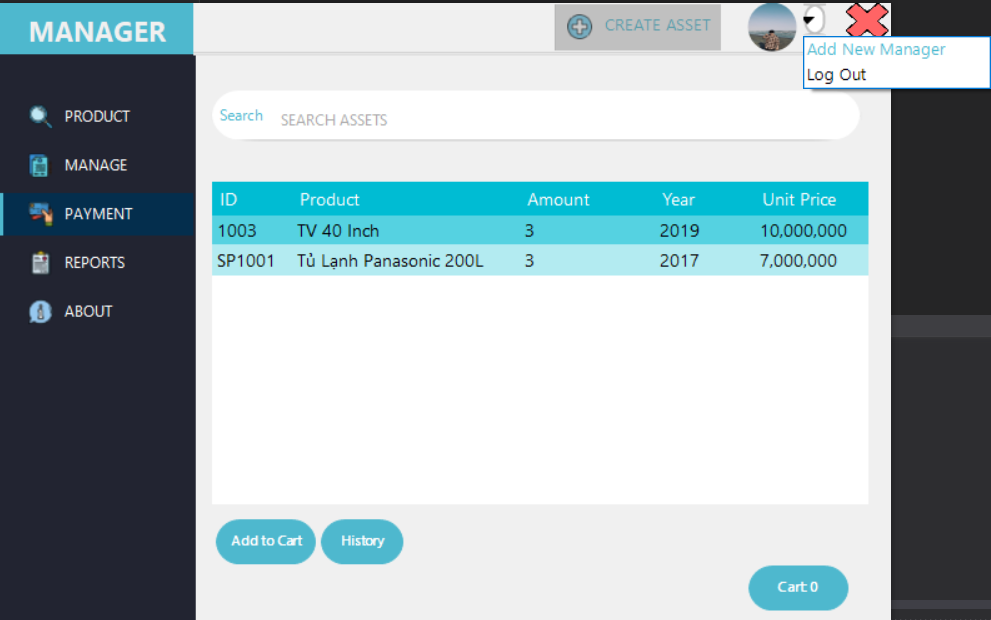 MANAGER
CREATE ASSET
Add New Manager
Log Out
PRODUCT
MANAGE
PAYMENT
REPORTS
ABOUT
Search SEARCH ASSETS
ID Product Amount Year Unit Price
1003 TV 40 Inch 3 2019 10,000,000
SP1001 Tủ Lạnh Panasonic 200L 3 2017 7,000,000
Add to Cart History
Cart: 0